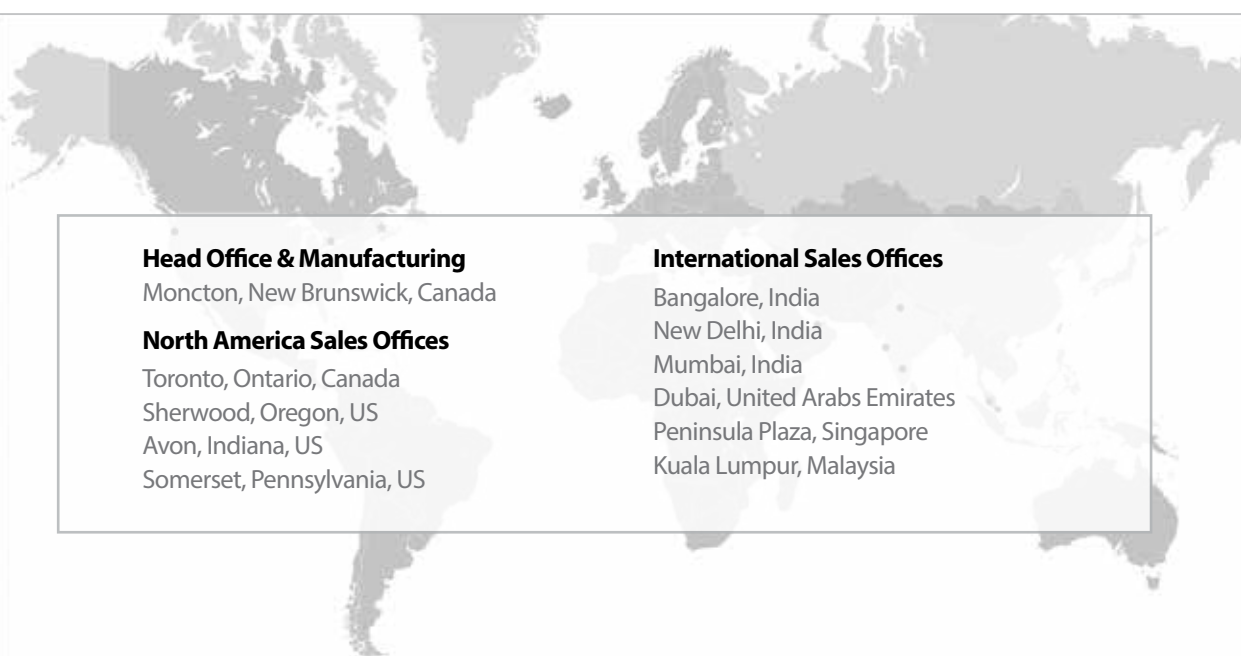 Head Office & Manufacturing
Moncton, New Brunswick, Canada
North America Sales Offices
Toronto, Ontario, Canada
Sherwood, Oregon, US
Avon, Indiana, US
Somerset, Pennsylvania, US
International Sales Offices
Bangalore, India
New Delhi, India
Mumbai, India
Dubai, United Arabs Emirates
Peninsula Plaza, Singapore
Kuala Lumpur, Malaysia